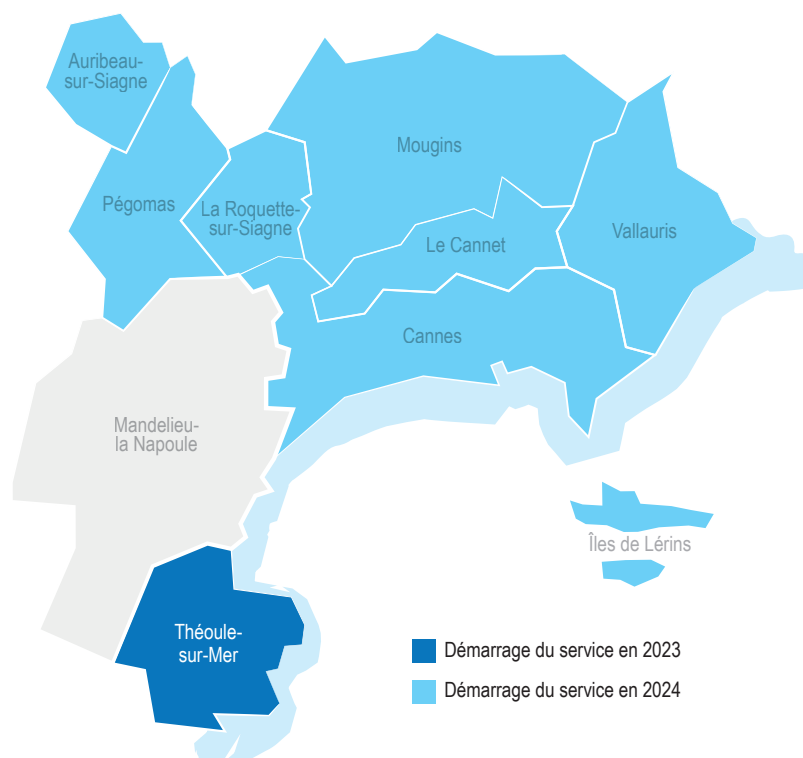 Auribeau-
sur-Siagne
Mougins
Pégomas
La Roquette-
sur-Siagne
Le Cannet
Vallauris
Cannes
Mandelieu-
la Napoule
Îles de Lérins
Théoule-
sur-Mer
Démarrage du service en 2023
Démarrage du service en 2024